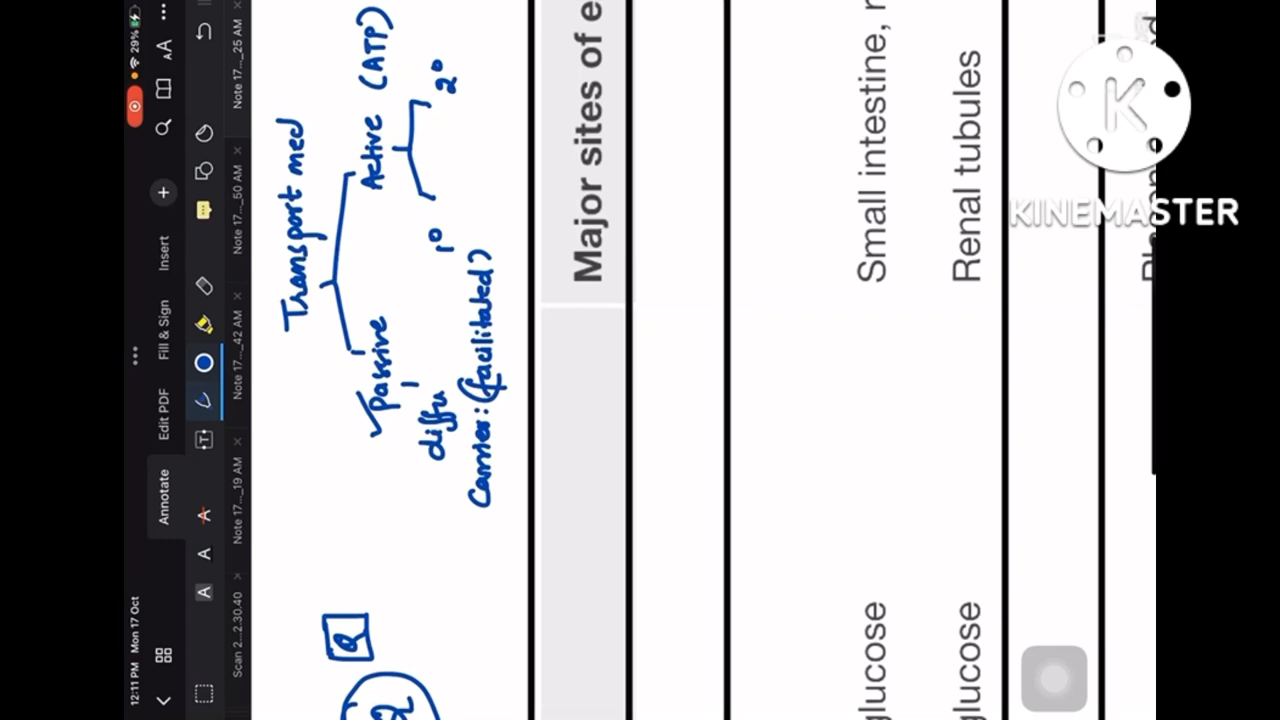 12:11 PM Mon 17 Oct
29%
Annotate
Edit PDF
Fill & Sign
Insert
Scan 2...2.30.40
Note 17..._19 AM
Note 17..._42 AM
Note 17..._50 AM
Note 17..._25 AM
Transport med
Passive
Active (ATP)
diffu
1° 2°
Carrier: (facilitated)
Major sites of e
glucose
Small intestine, r
glucose
Renal tubules
KINEMASTER